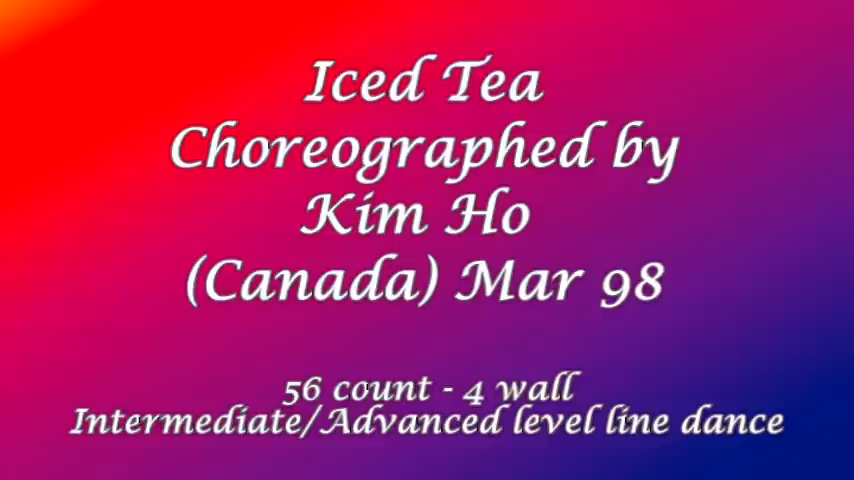 Iced Tea
Choreographed by
Kim Ho
(Canada) Mar 98
56 count - 4 wall
Intermediate/Advanced level line dance